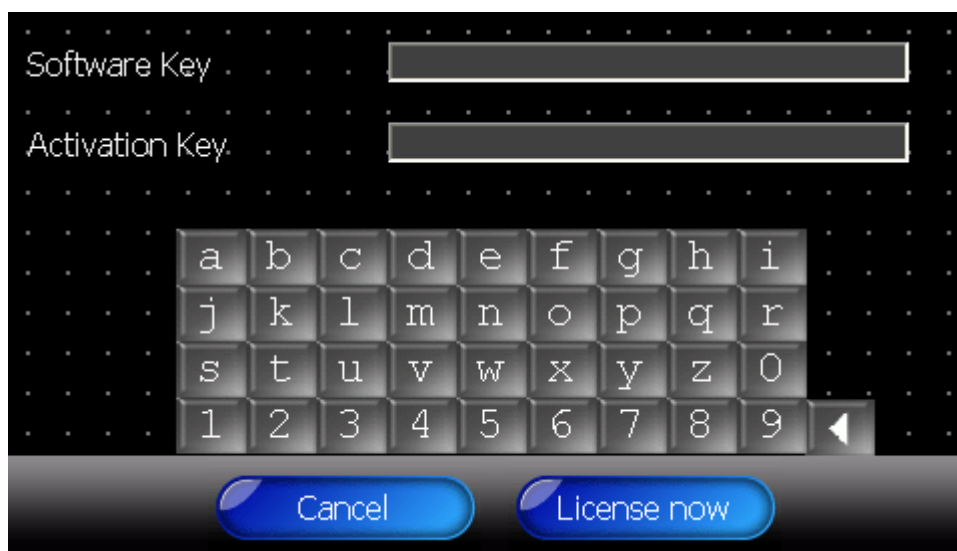 Software Key
Activation Key
a b c d e f g h i
j k l m n o p q r
s t u v w x y z 0
1 2 3 4 5 6 7 8 9
Cancel License now